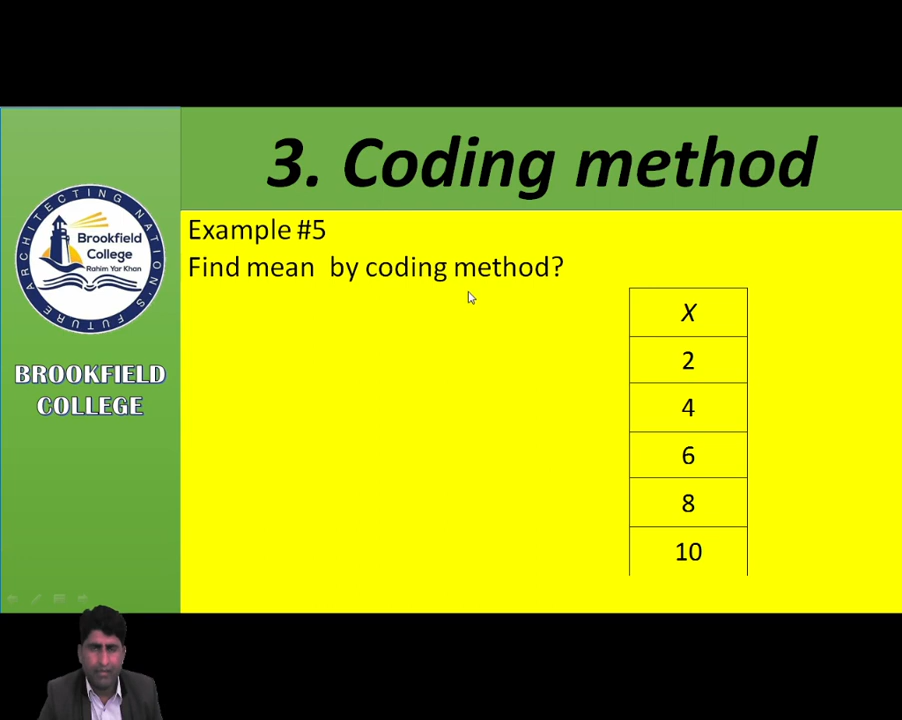 3. Coding method
ARCHITECTING NATION'S FUTURE
Brookfield
College
Rahim Yar Khan
BROOKFIELD
COLLEGE
Example #5
Find mean by coding method?
X
2
4
6
8
10